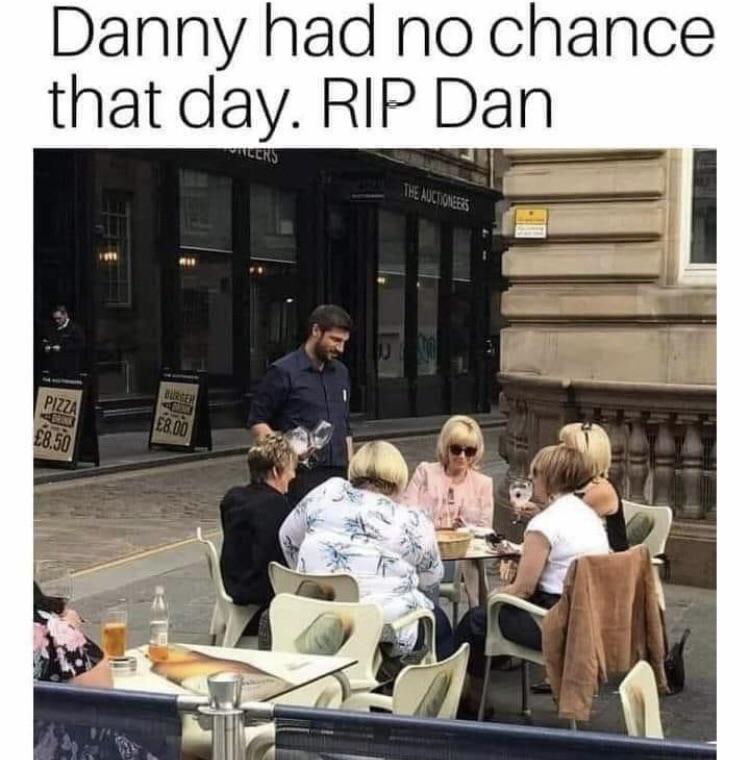 Danny had no chance
that day. RIP Dan
THE AUCTIONEERS
PIZZA
£8.50
BURGER
£8.00